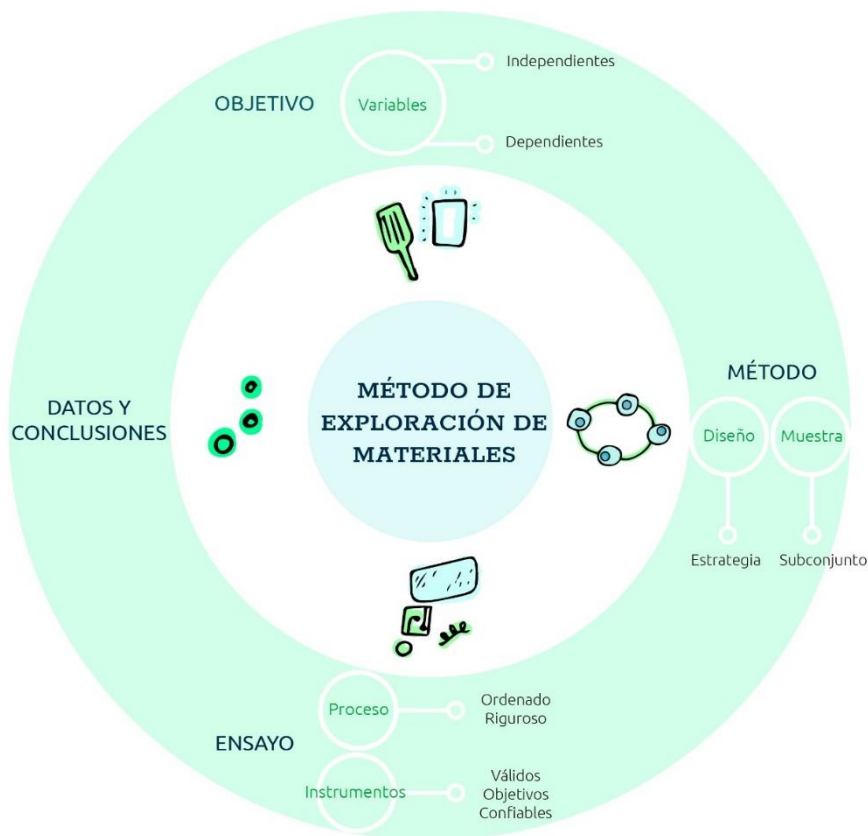 OBJETIVO
Variables
Independientes
Dependientes
MÉTODO DE
EXPLORACIÓN DE
MATERIALES
MÉTODO
Diseño
Muestra
Estrategia
Subconjunto
ENSAYO
Proceso
Ordenado
Riguroso
Instrumentos
Válidos
Objetivos
Confiables
DATOS Y
CONCLUSIONES